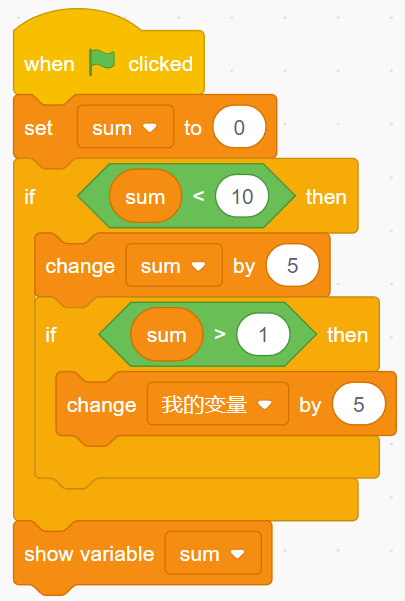 when clicked
set sum to 0
if sum < 10 then
change sum by 5
if sum > 1 then
change 我的变量 by 5
show variable sum